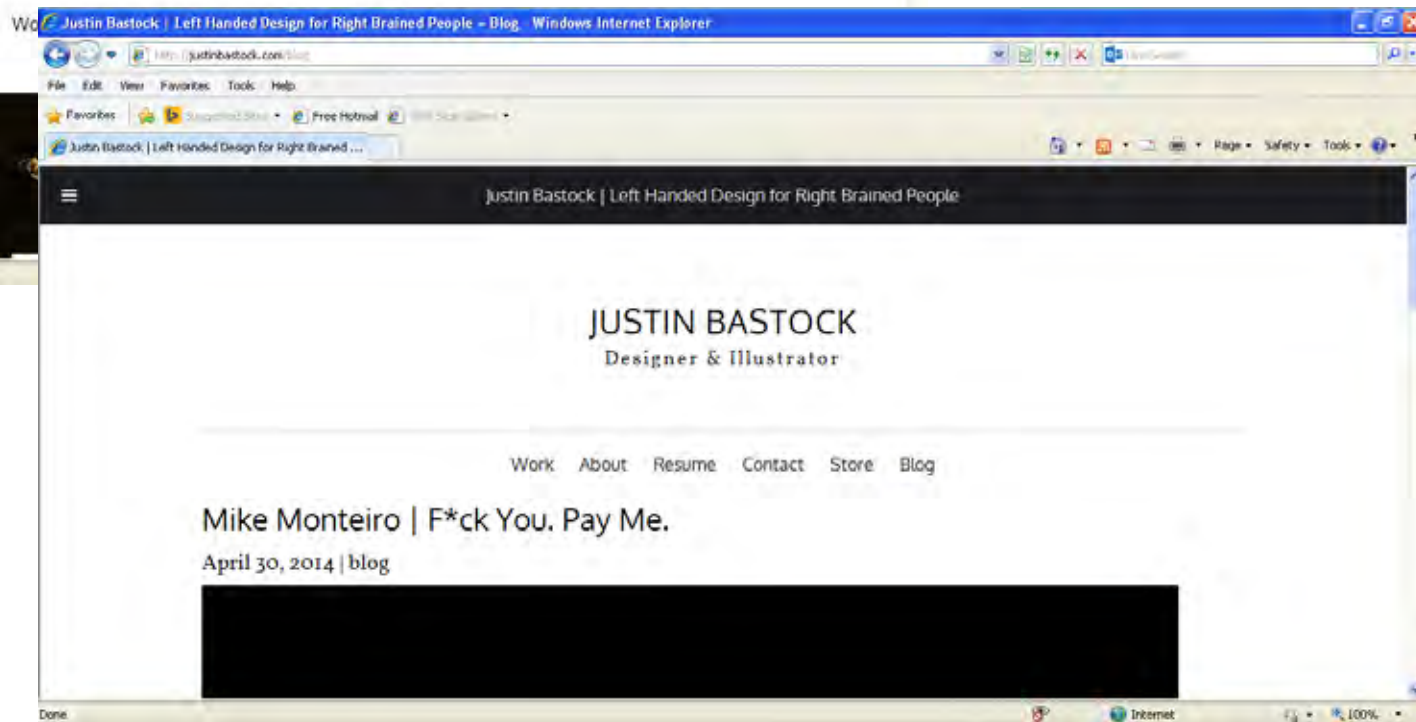 Wo
Justin Bastock | Left Handed Design for Right Brained People - Blog - Windows Internet Explorer
http://justinbastock.com/blog
File Edit View Favorites Tools Help
Favorites Free Hotmail
Justin Bastock | Left Handed Design for Right Brained ...
Page Safety Tools
Justin Bastock | Left Handed Design for Right Brained People
JUSTIN BASTOCK
Designer & Illustrator
Work About Resume Contact Store Blog
Mike Monteiro | F*ck You. Pay Me.
April 30, 2014 | blog
Done Internet 100%